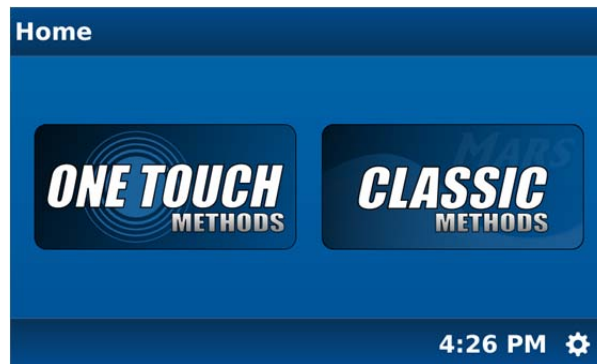 Home
ONE TOUCH
METHODS
MARS
CLASSIC
METHODS
4:26 PM